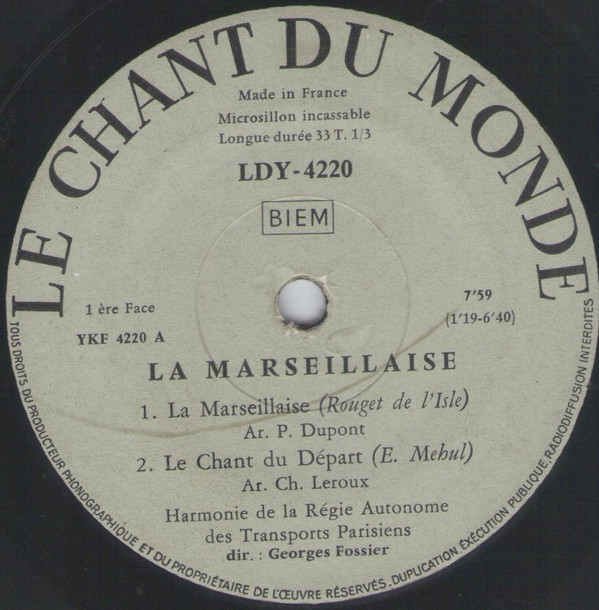 LE CHANT DU MONDE
Made in France
Microsillon incassable
Longue durée 33 T. 1/3
LDY-4220
BIEM
1 ère Face
YKF 4220 A
7'59
(1'19-6'40)
LA MARSEILLAISE
1. La Marseillaise (Rouget de l'Isle)
Ar. P. Dupont
2. Le Chant du Départ (E. Mehul)
Ar. Ch. Leroux
Harmonie de la Régie Autonome
des Transports Parisiens
dir. : Georges Fossier
TOUS DROITS DU PRODUCTEUR PHONOGRAPHIQUE ET DU PROPRIÉTAIRE DE L'ŒUVRE RÉSERVÉS. DUPLICATION EXÉCUTION PUBLIQUE. RADIODIFFUSION INTERDITES